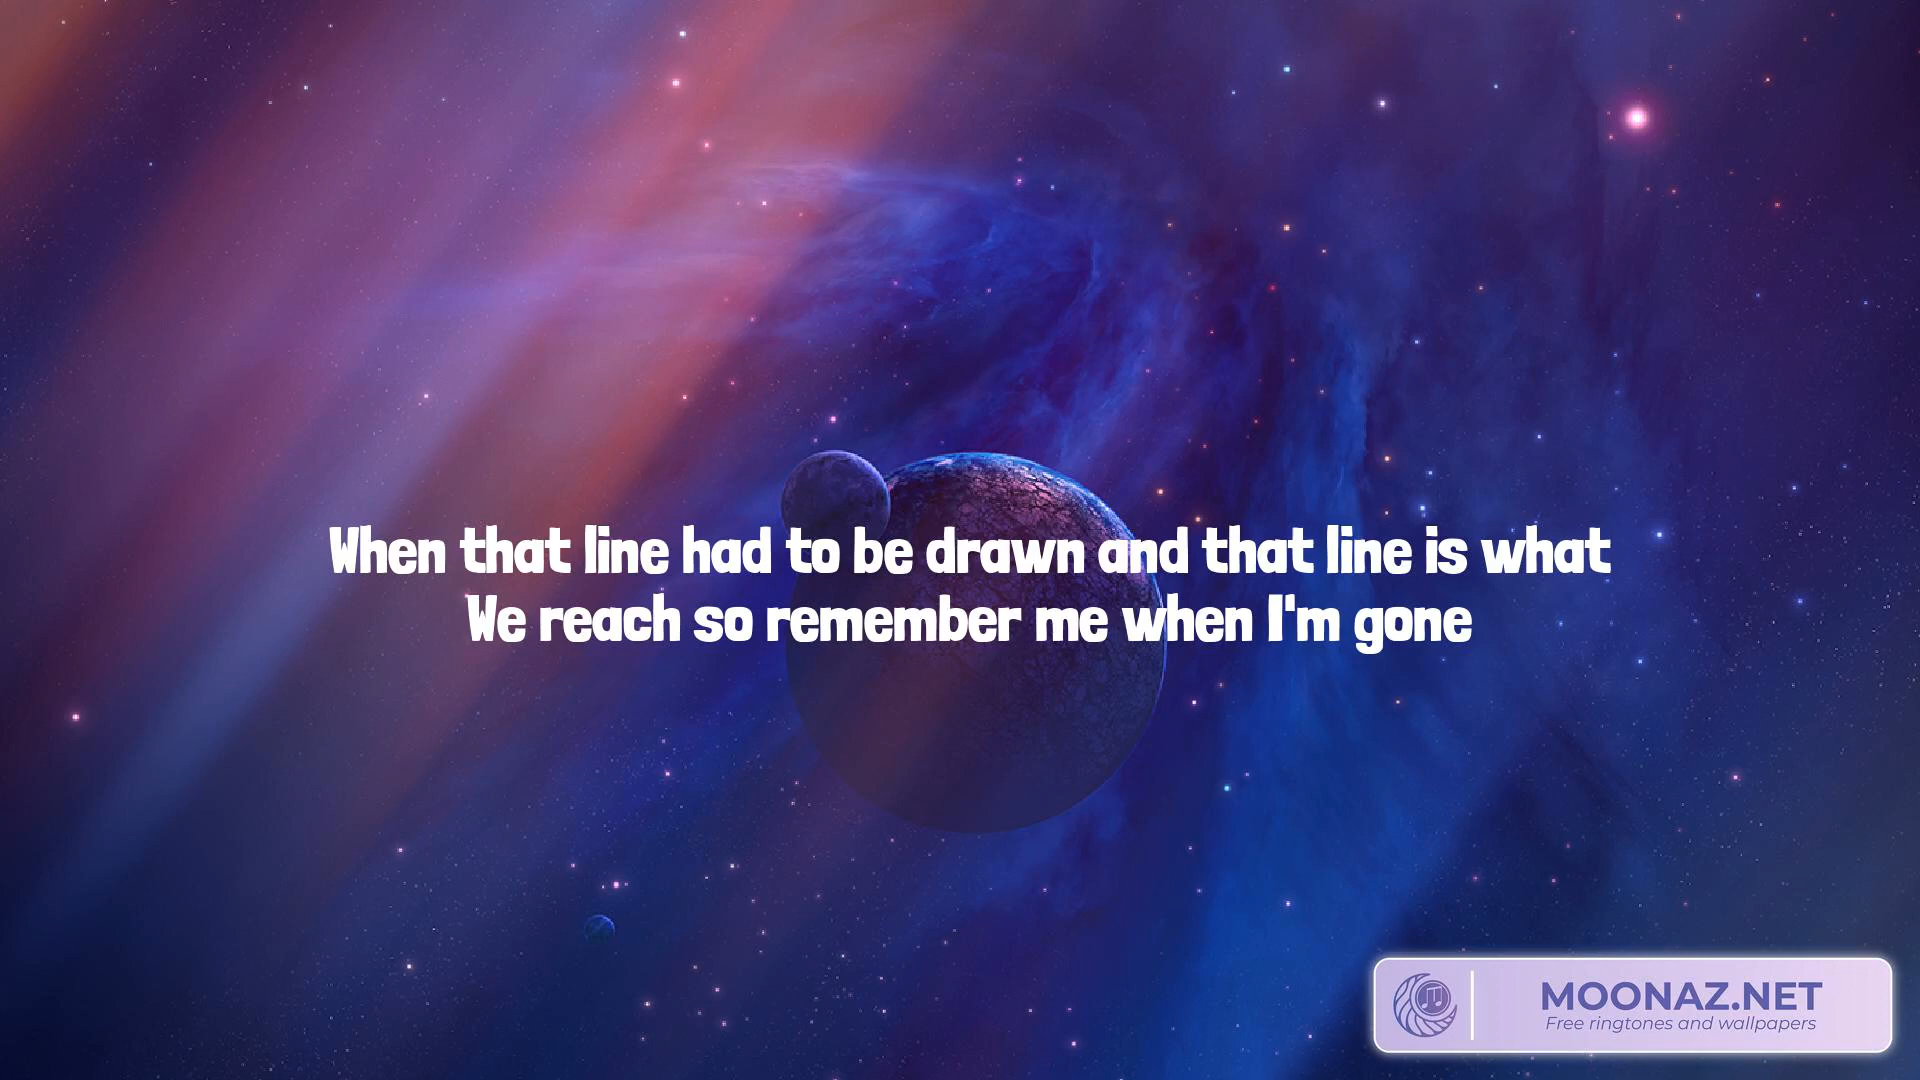 When that line had to be drawn and that line is what
We reach so remember me when I'm gone
MOONAZ.NET
Free ringtones and wallpapers